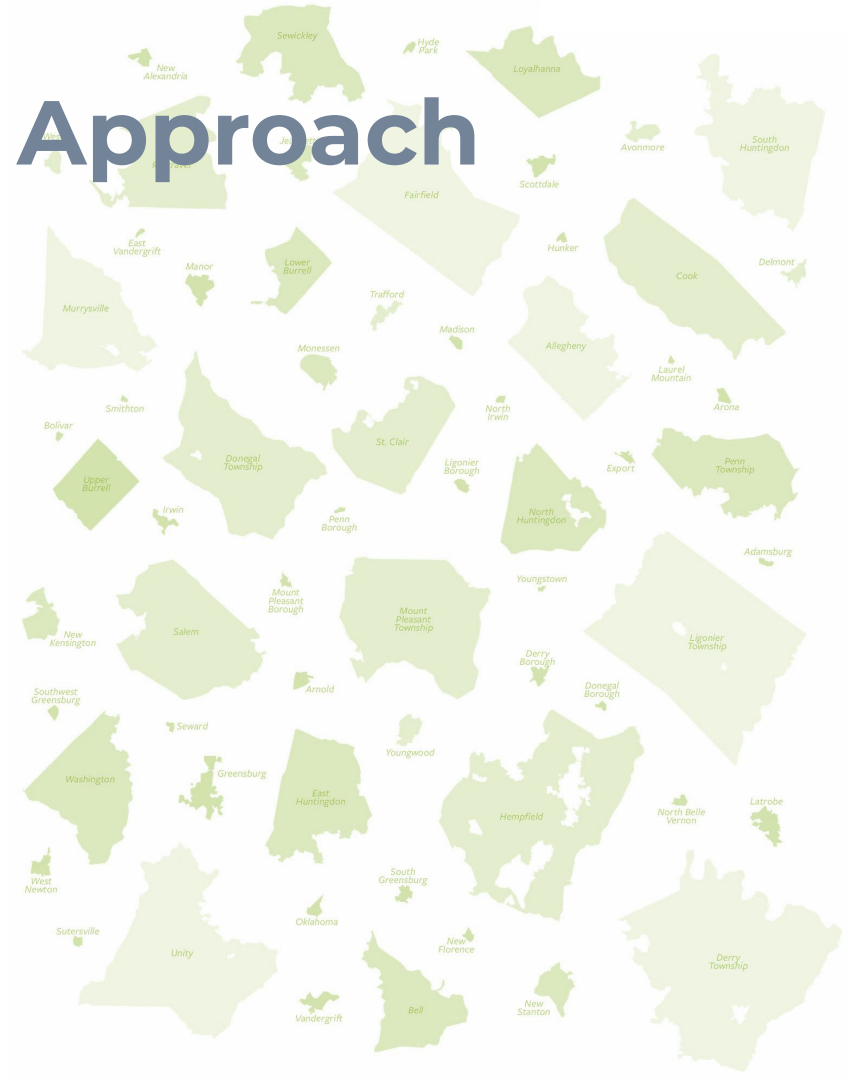 Sewickley
Hyde
Park
New
Alexandria
Loyalhanna
Approach
South
Huntingdon
Avonmore
Scottdale
Fairfield
East
Vandergrift
Hunker
Manor
Lower
Burrell
Delmont
Cook
Trafford
Murrysville
Madison
Allegheny
Monessen
Laurel
Mountain
Smithton
North
Irwin
Arona
Bolivar
St. Clair
Donegal
Township
Ligonier
Borough
Export
Penn
Township
Upper
Burrell
Irwin
Penn
Borough
North
Huntingdon
Adamsburg
Youngstown
Mount
Pleasant
Borough
Mount
Pleasant
Township
New
Kensington
Salem
Ligonier
Township
Derry
Borough
Arnold
Donegal
Borough
Southwest
Greensburg
Seward
Youngwood
Greensburg
Washington
East
Huntingdon
Hempfield
North Belle
Vernon
Latrobe
West
Newton
South
Greensburg
Oklahoma
Sutersville
New
Florence
Unity
Derry
Township
Vandergrift
Bell
New
Stanton